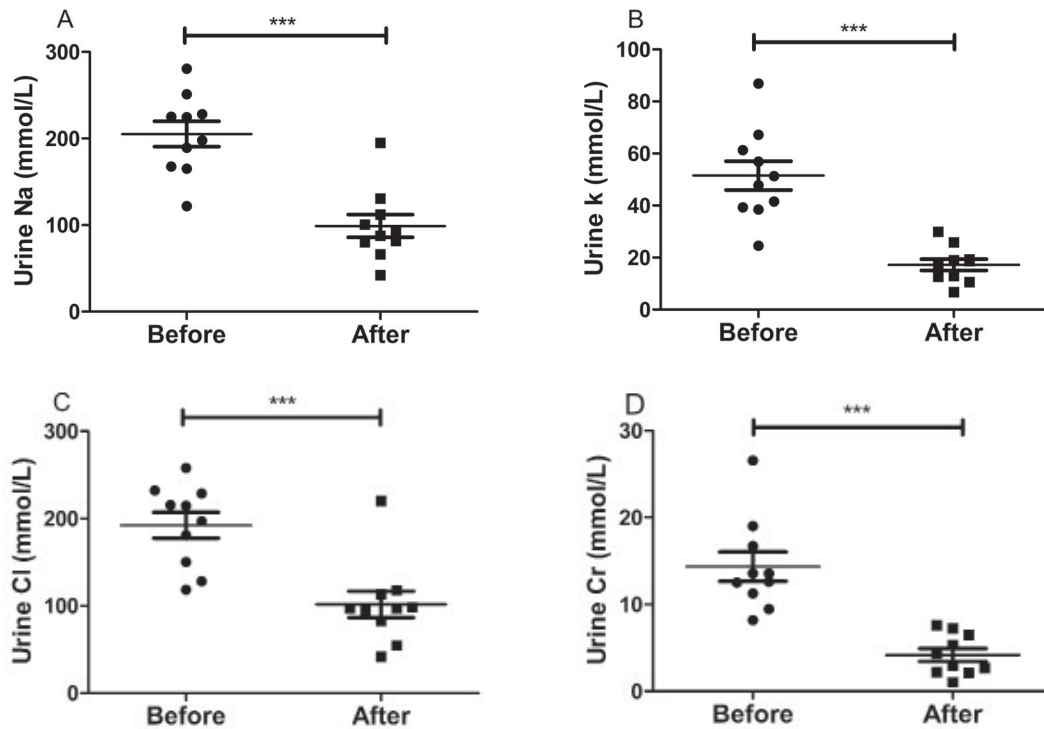 A
***
Urine Na (mmol/L)
300
200
100
0
Before
After
B
***
Urine k (mmol/L)
100
80
60
40
20
0
Before
After
C
***
Urine Cl (mmol/L)
300
200
100
0
Before
After
D
***
Urine Cr (mmol/L)
30
20
10
0
Before
After